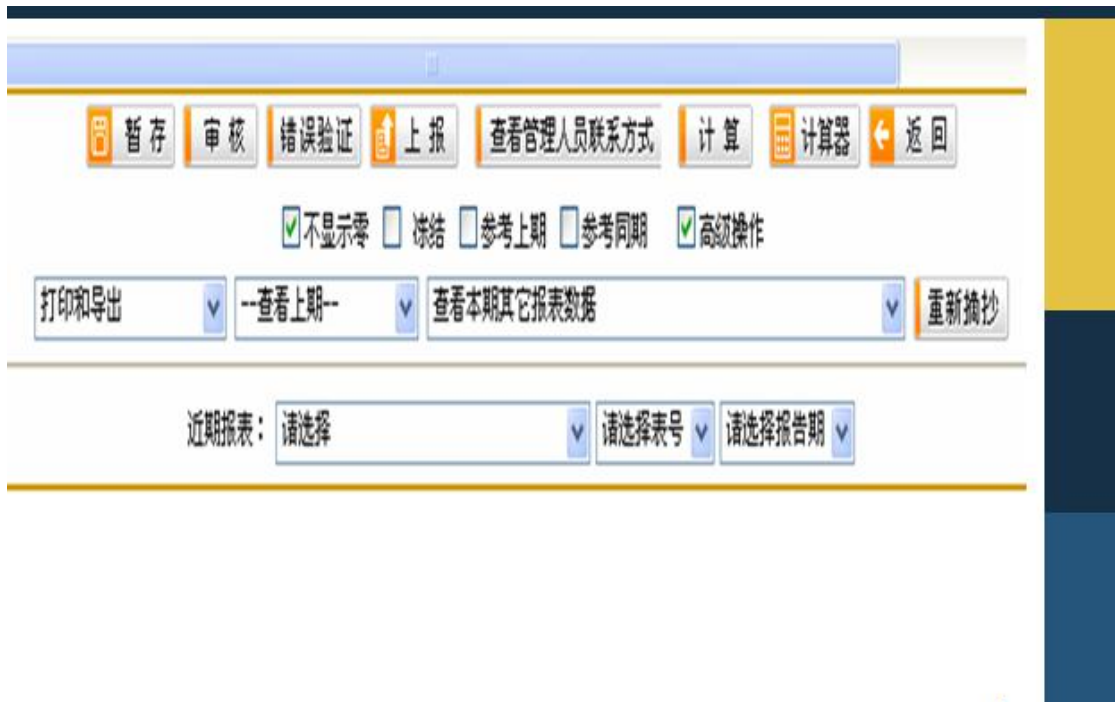 暂存 审核 错误验证 上报 查看管理人员联系方式 计算 计算器 返回
不显示零 冻结 参考上期 参考同期 高级操作
打印和导出 --查看上期-- 查看本期其它报表数据 重新摘抄
近期报表： 请选择 请选择表号 请选择报告期